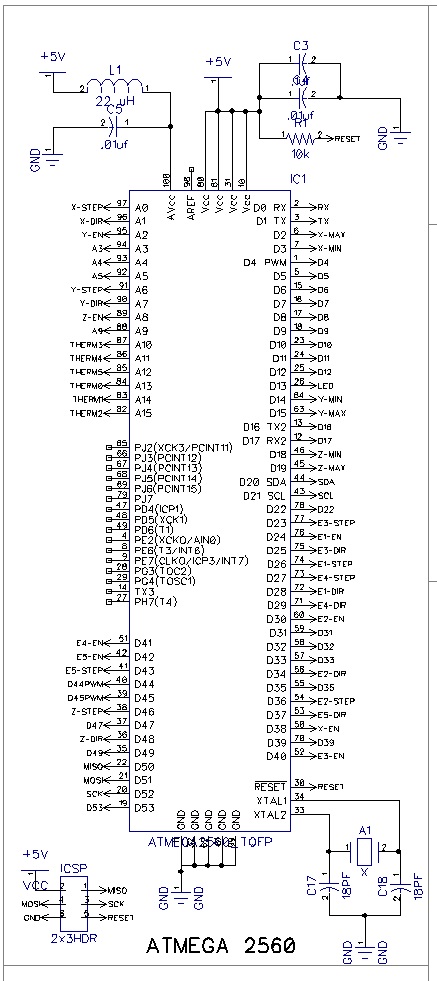 +5V
L1
2 1
22 uH
C5
1
.01uf
GND
+5V
C3
1 2
C4
.1uf
1 2
.01uf
R1
1 2 RESET
10k
GND
100 98 80 61 31 10
IC1
AVcc AREF Vcc Vcc Vcc Vcc
X-STEP 97 A0
X-DIR 96 A1
Y-EN 95 A2
A3 94 A3
A4 93 A4
A5 92 A5
Y-STEP 91 A6
Y-DIR 90 A7
Z-EN 89 A8
A9 88 A9
THERM3 87 A10
THERM4 86 A11
THERM5 85 A12
THERM0 84 A13
THERM1 83 A14
THERM2 82 A15
D0 RX 2 RX
D1 TX 3 TX
D2 6 X-MAX
D3 7 X-MIN
D4 PWM 1 D4
D5 5 D5
D6 15 D6
D7 16 D7
D8 17 D8
D9 18 D9
D10 23 D10
D11 24 D11
D12 25 D12
D13 26 LED
D14 64 Y-MIN
D15 63 Y-MAX
D16 TX2 13 D16
D17 RX2 12 D17
D18 46 Z-MIN
D19 45 Z-MAX
D20 SDA 44 SDA
D21 SCL 43 SCL
D22 78 D22
D23 77 E3-STEP
D24 76 E1-EN
D25 75 E3-DIR
D26 74 E1-STEP
D27 73 E4-STEP
D28 72 E1-DIR
D29 71 E4-DIR
D30 60 E2-EN
D31 59 D31
D32 58 D32
D33 57 D33
D34 56 E2-DIR
D35 55 D35
D36 54 E2-STEP
D37 53 E5-DIR
D38 50 X-EN
D39 70 D39
D40 52 E3-EN
65 PJ2(XCK3/PCINT11)
66 PJ3(PCINT12)
67 PJ4(PCINT13)
68 PJ5(PCINT14)
69 PJ6(PCINT15)
79 PJ7
47 PD4(ICP1)
48 PD5(XCK1)
49 PD6(T1)
4 PE2(XCK0/AIN0)
8 PE6(T3/INT6)
9 PE7(CLKO/ICP3/INT7)
28 PG3(TOC2)
29 PG4(TOSC1)
14 TX3
27 PH7(T4)
E4-EN 51 D41
E5-EN 42 D42
E5-STEP 41 D43
D44PWM 40 D44
D45PWM 39 D45
Z-STEP 38 D46
D47 37 D47
Z-DIR 36 D48
D49 35 D49
MISO 22 D50
MOSI 21 D51
SCK 20 D52
D53 19 D53
RESET 30 RESET
XTAL1 34
XTAL2 33
GND GND GND GND GND
ATMEGA2560_TQFP
GND GND
A1
1 2
X
C17 18PF
C18 18PF
GND GND
+5V
ICSP
VCC 2 1 MISO
MOSI 4 3 SCK
GND 6 5 RESET
2x3HDR
ATMEGA 2560